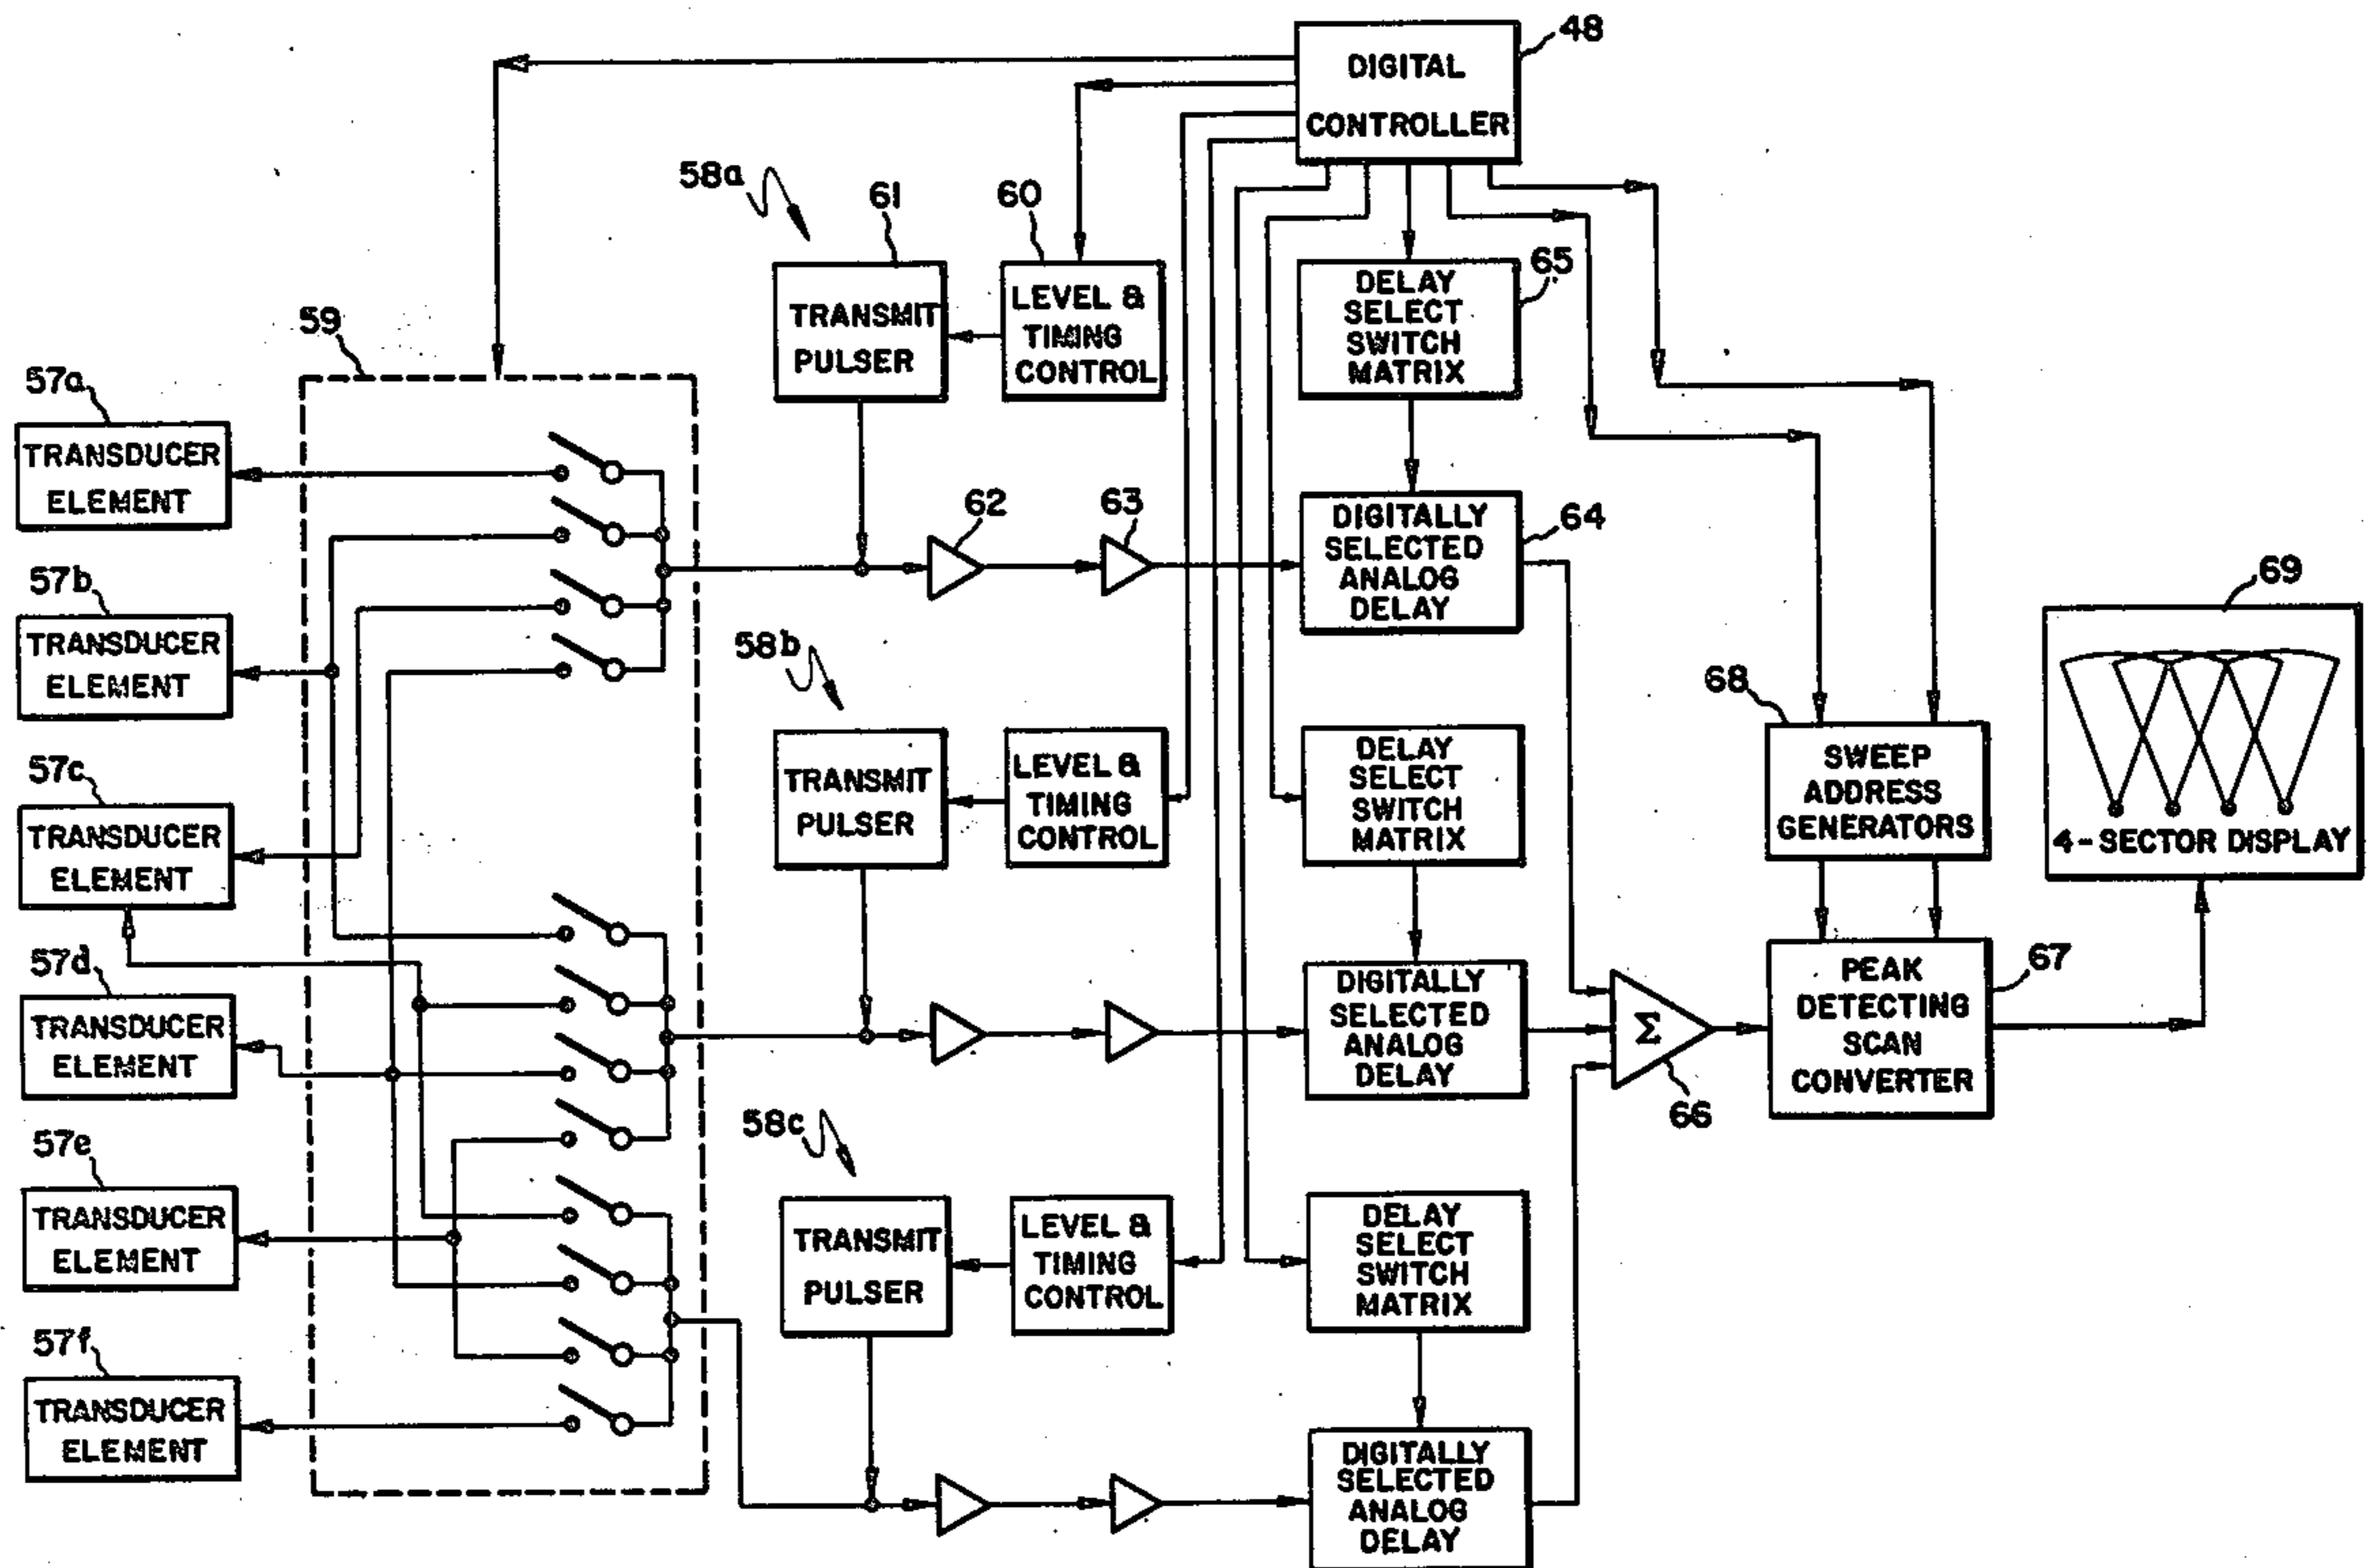 48
DIGITAL
CONTROLLER
58a
61
60
65
TRANSMIT
PULSER
LEVEL &
TIMING
CONTROL
DELAY
SELECT
SWITCH
MATRIX
59
57a
TRANSDUCER
ELEMENT
62
63
64
DIGITALLY
SELECTED
ANALOG
DELAY
57b
TRANSDUCER
ELEMENT
58b
69
4-SECTOR DISPLAY
68
SWEEP
ADDRESS
GENERATORS
TRANSMIT
PULSER
LEVEL &
TIMING
CONTROL
DELAY
SELECT
SWITCH
MATRIX
57c
TRANSDUCER
ELEMENT
57d
TRANSDUCER
ELEMENT
DIGITALLY
SELECTED
ANALOG
DELAY
Σ
66
67
PEAK
DETECTING
SCAN
CONVERTER
58c
57e
TRANSDUCER
ELEMENT
TRANSMIT
PULSER
LEVEL &
TIMING
CONTROL
DELAY
SELECT
SWITCH
MATRIX
57f
TRANSDUCER
ELEMENT
DIGITALLY
SELECTED
ANALOG
DELAY